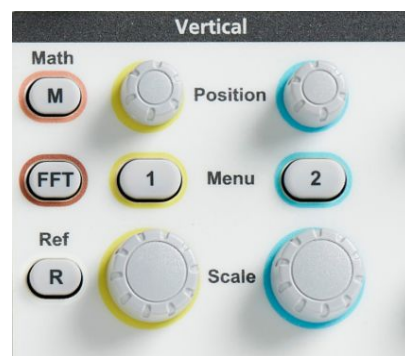 Vertical
Math
M
Position
FFT
1
Menu
2
Ref
R
Scale